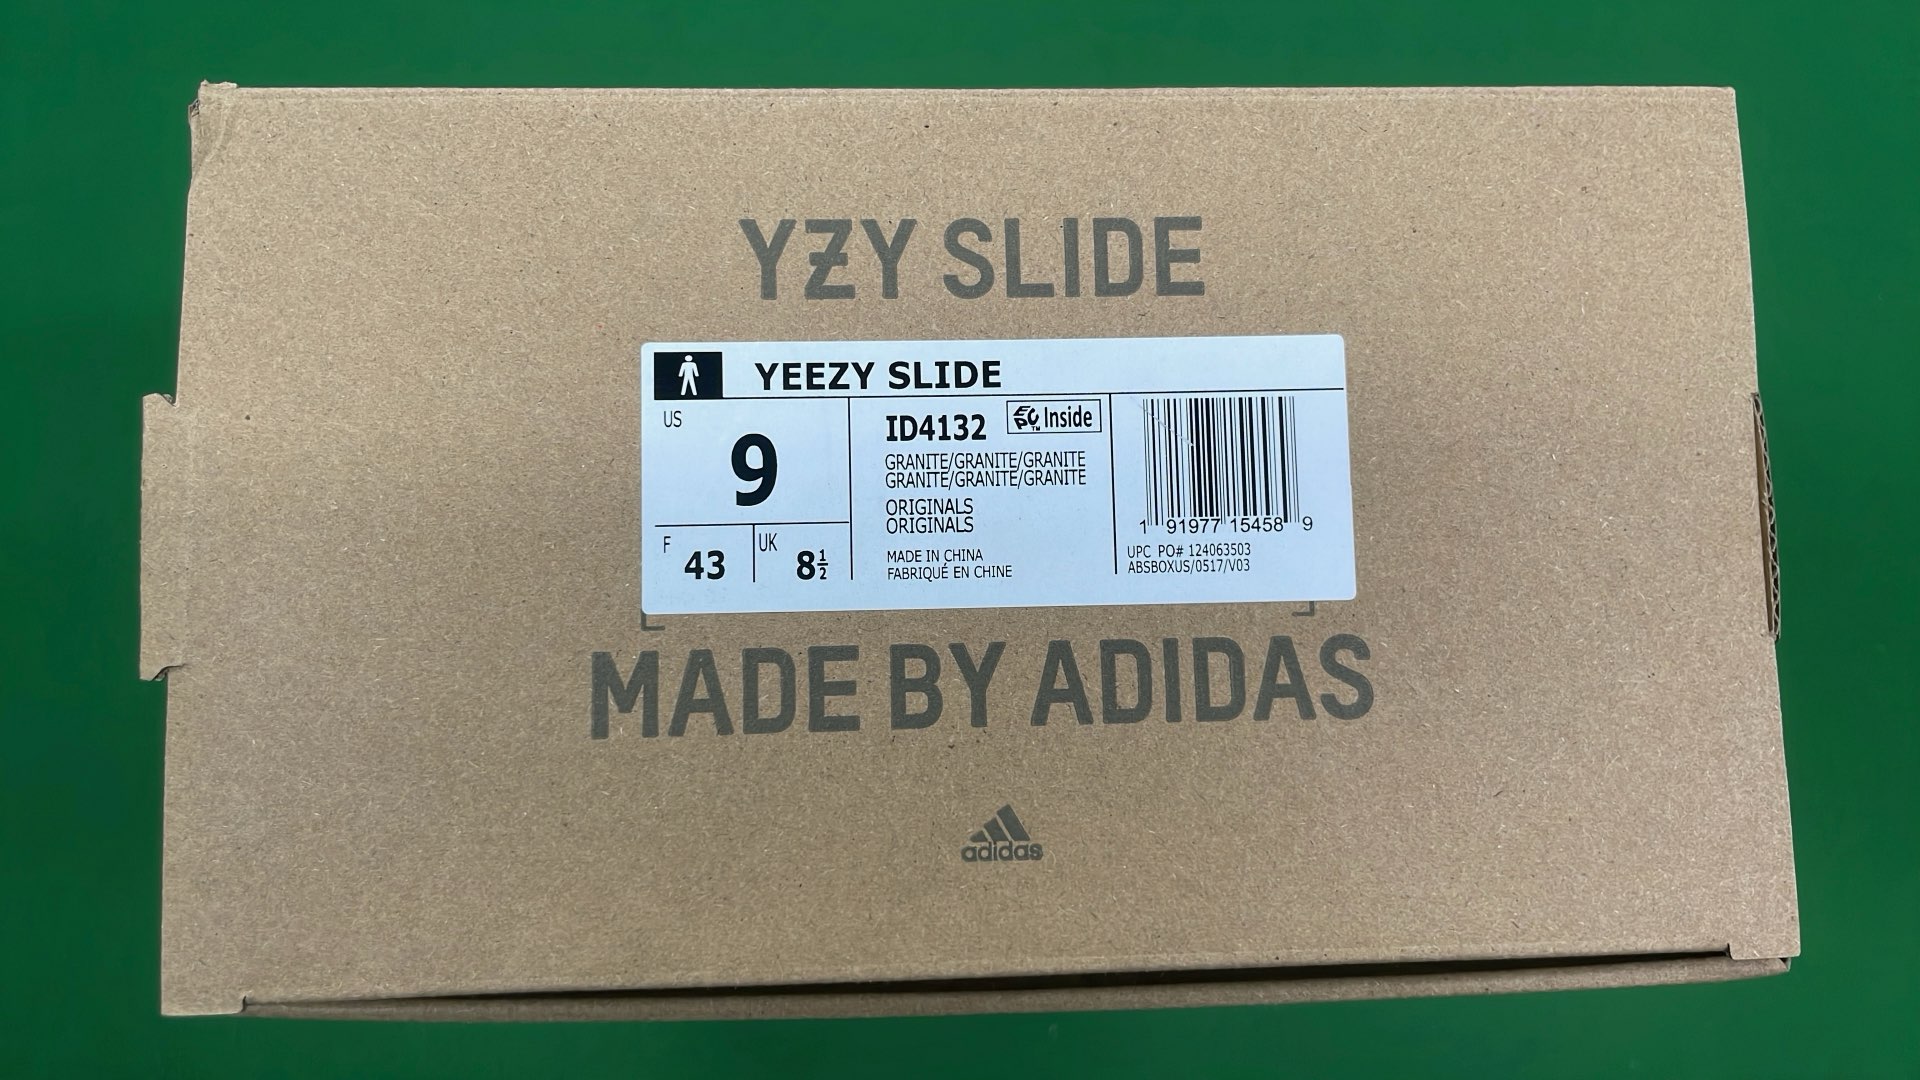 YZY SLIDE
YEEZY SLIDE
US
9
F
43
UK
8½
ID4132
EPC™ Inside
GRANITE/GRANITE/GRANITE
GRANITE/GRANITE/GRANITE
ORIGINALS
ORIGINALS
MADE IN CHINA
FABRIQUÉ EN CHINE
1 91977 15458 9
UPC PO# 124063503
ABSBOXUS/0517/V03
MADE BY ADIDAS
adidas